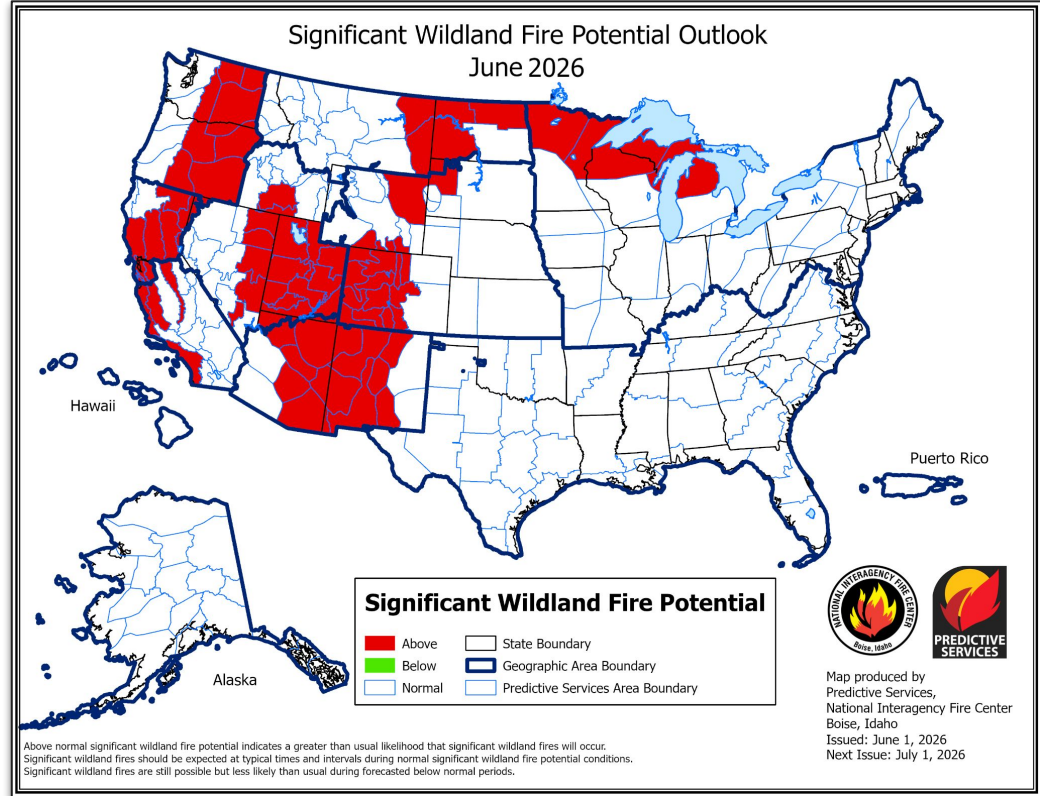 Significant Wildland Fire Potential Outlook
June 2026
Hawaii
Puerto Rico
Alaska
Significant Wildland Fire Potential
Above
State Boundary
Below
Geographic Area Boundary
Normal
Predictive Services Area Boundary
NATIONAL INTERAGENCY FIRE CENTER
Boise, Idaho
PREDICTIVE
SERVICES
Map produced by
Predictive Services,
National Interagency Fire Center
Boise, Idaho
Issued: June 1, 2026
Next Issue: July 1, 2026
Above normal significant wildland fire potential indicates a greater than usual likelihood that significant wildland fires will occur.
Significant wildland fires should be expected at typical times and intervals during normal significant wildland fire potential conditions.
Significant wildland fires are still possible but less likely than usual during forecasted below normal periods.